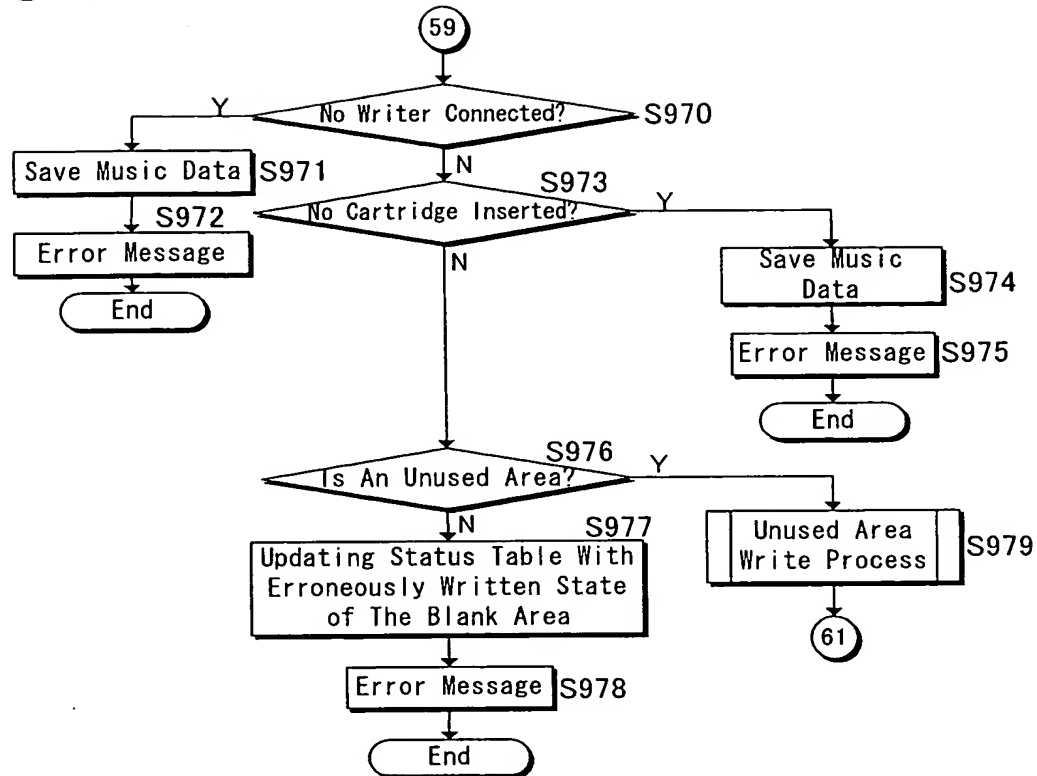 59
No Writer Connected?
S970
Y
N
Save Music Data
S971
S972
Error Message
End
S973
No Cartridge Inserted?
Y
N
Save Music
Data
S974
Error Message
S975
End
S976
Is An Unused Area?
Y
N
S977
Updating Status Table With
Erroneously Written State
of The Blank Area
Unused Area
Write Process
S979
61
Error Message
S978
End